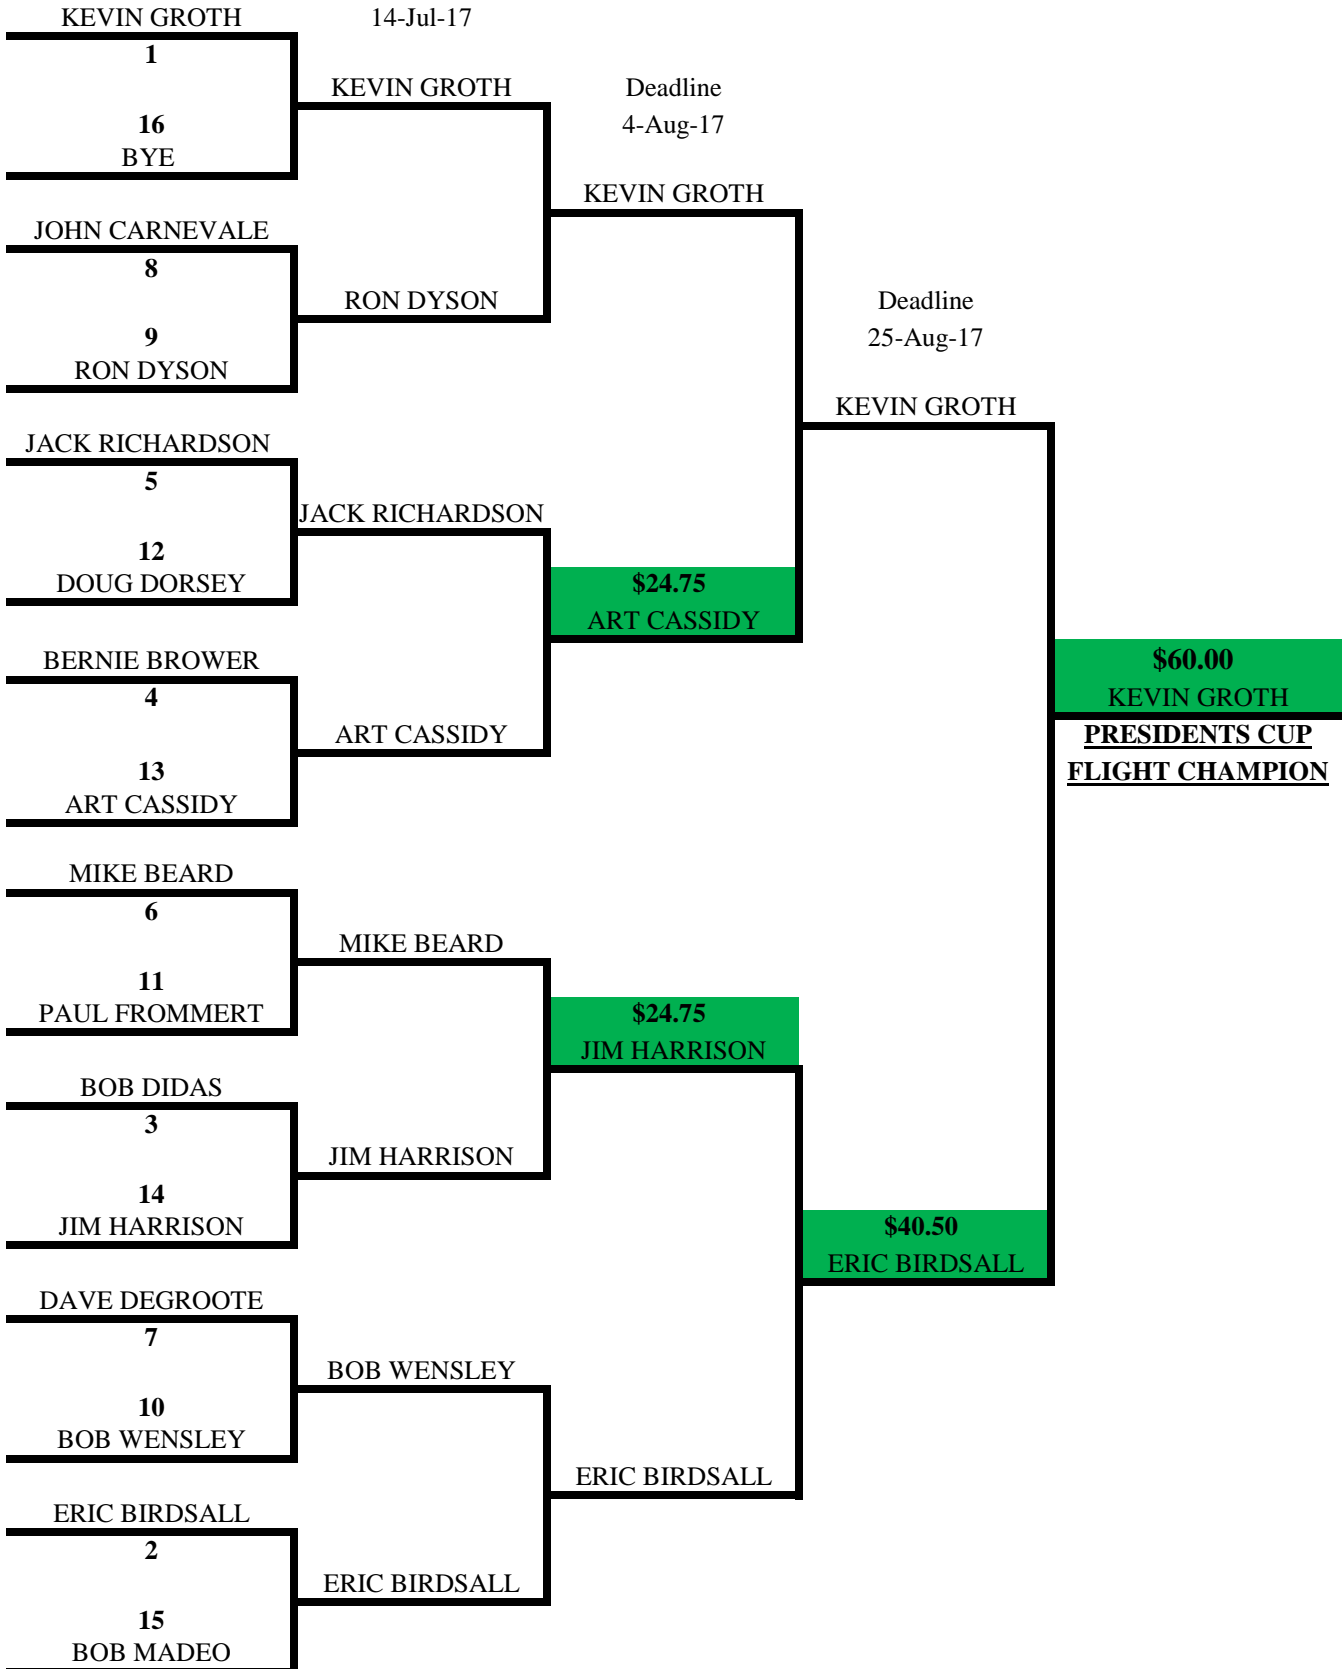 KEVIN GROTH
1
16
BYE
JOHN CARNEVALE
8
9
RON DYSON
JACK RICHARDSON
5
12
DOUG DORSEY
BERNIE BROWER
4
13
ART CASSIDY
MIKE BEARD
6
11
PAUL FROMMERT
BOB DIDAS
3
14
JIM HARRISON
DAVE DEGROOTE
7
10
BOB WENSLEY
ERIC BIRDSALL
2
15
BOB MADEO
14-Jul-17
KEVIN GROTH
RON DYSON
JACK RICHARDSON
ART CASSIDY
MIKE BEARD
JIM HARRISON
BOB WENSLEY
ERIC BIRDSALL
Deadline
4-Aug-17
KEVIN GROTH
$24.75
ART CASSIDY
$24.75
JIM HARRISON
ERIC BIRDSALL
Deadline
25-Aug-17
KEVIN GROTH
$40.50
ERIC BIRDSALL
$60.00
KEVIN GROTH
PRESIDENTS CUP
FLIGHT CHAMPION